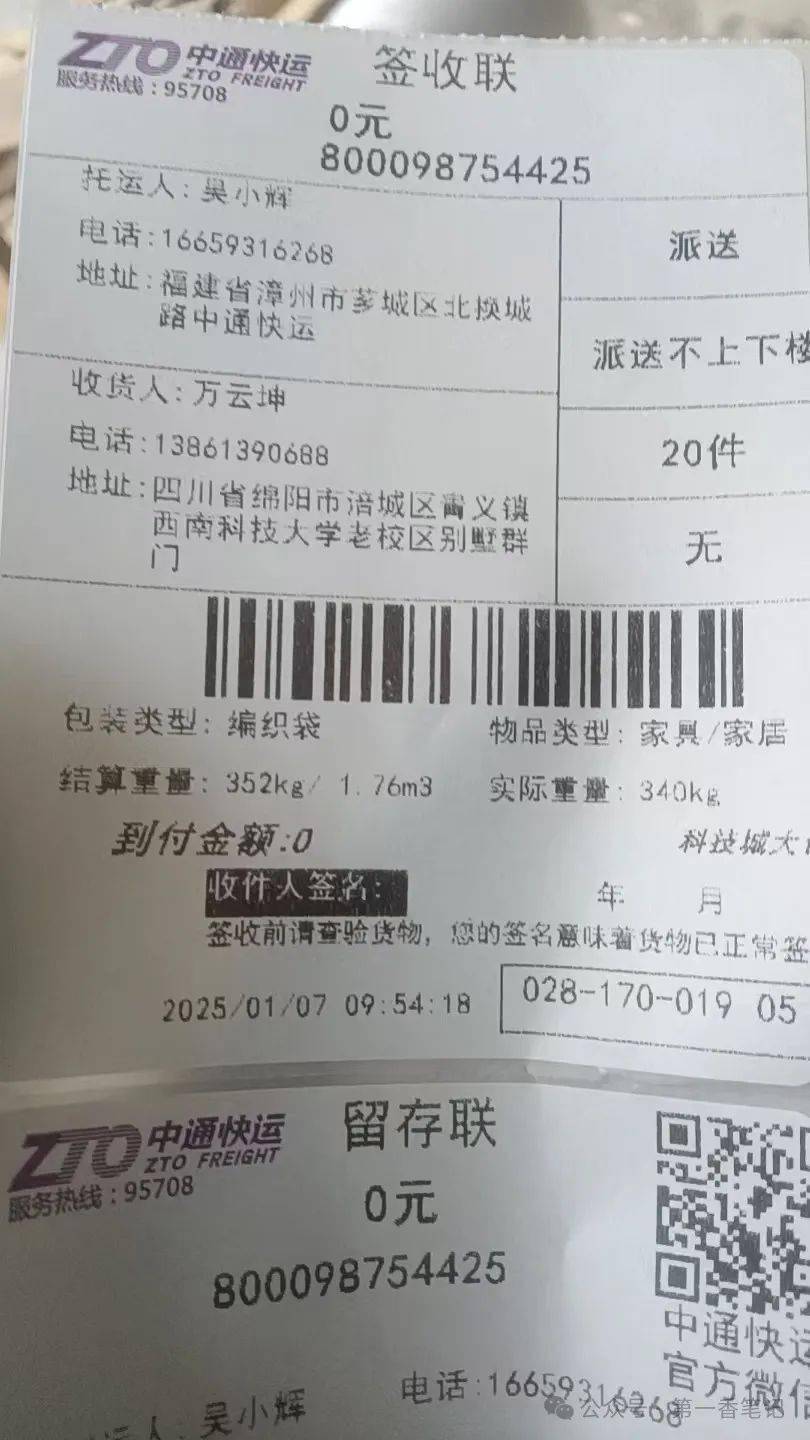 ZTO 中通快运
ZTO FREIGHT
服务热线：95708
签收联
0元
800098754425
托运人：吴小辉
电话：16659316268
地址：福建省漳州市芗城区北换城
路中通快运
派送
派送不上下楼
收货人：万云坤
电话：13861390688
地址：四川省绵阳市涪城区青义镇
西南科技大学老校区别墅群
门
20件
无
包装类型：编织袋
物品类型：家具/家居
结算重量：352kg/ 1.76m3
实际重量：340kg
到付金额:0
科技城大
收件人签名：
年 月
签收前请查验货物，您的签名意味着货物已正常签
2025/01/07 09:54:18
028-170-019 05
ZTO 中通快运
ZTO FREIGHT
服务热线：95708
留存联
0元
800098754425
中通快运
官方微信
电话:16659316268
托运人：吴小辉
公众号 第一香笔记